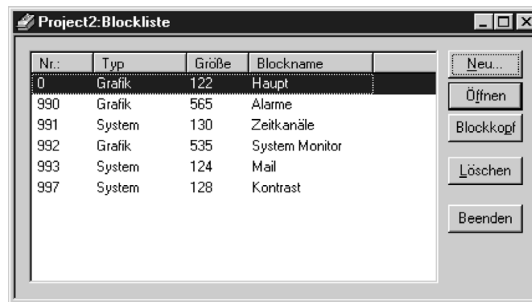 Project2:Blockliste
Nr.: Typ Größe Blockname
0 Grafik 122 Haupt
990 Grafik 565 Alarme
991 System 130 Zeitkanäle
992 Grafik 535 System Monitor
993 System 124 Mail
997 System 128 Kontrast
Neu...
Öffnen
Blockkopf
Löschen
Beenden